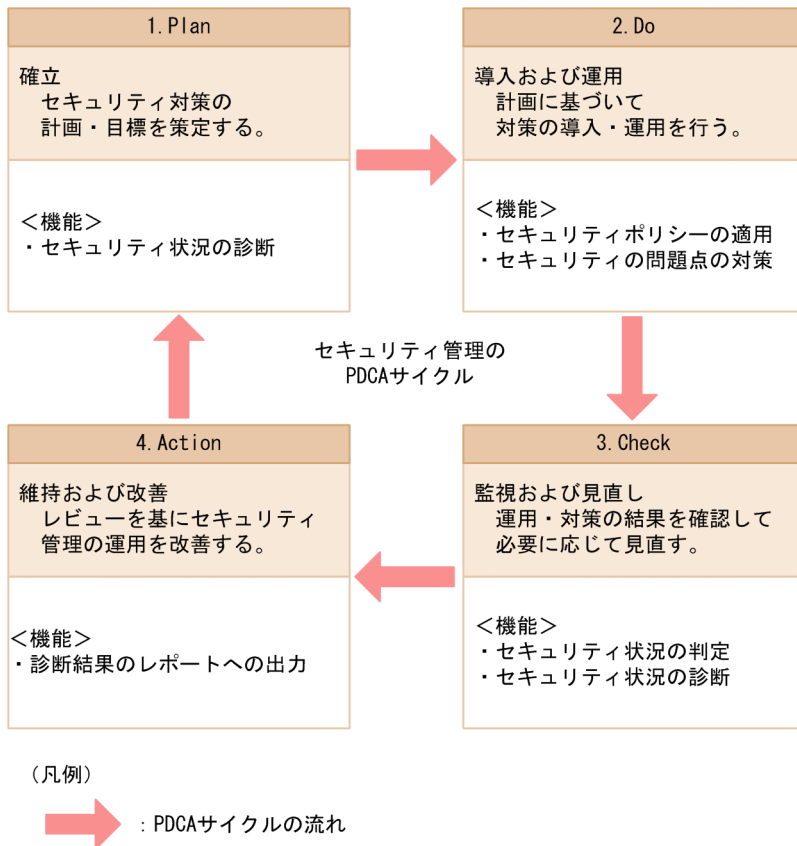 1.Plan
確立
セキュリティ対策の
計画・目標を策定する。
＜機能＞
・セキュリティ状況の診断
2.Do
導入および運用
計画に基づいて
対策の導入・運用を行う。
＜機能＞
・セキュリティポリシーの適用
・セキュリティの問題点の対策
セキュリティ管理の
PDCAサイクル
4.Action
維持および改善
レビューを基にセキュリティ
管理の運用を改善する。
＜機能＞
・診断結果のレポートへの出力
3.Check
監視および見直し
運用・対策の結果を確認して
必要に応じて見直す。
＜機能＞
・セキュリティ状況の判定
・セキュリティ状況の診断
（凡例）
：PDCAサイクルの流れ